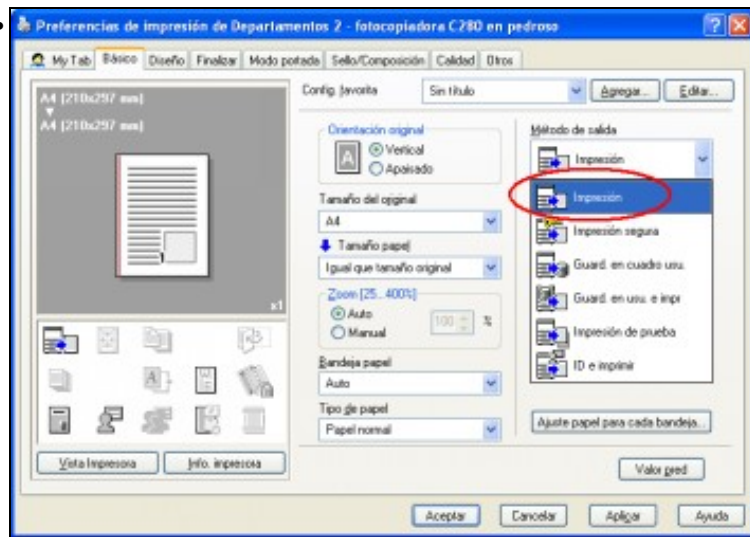 Preferencias de impresión de Departamentos 2 - fotocopiadora C280 en pedroso
My Tab Básico Diseño Finalizar Modo portada Sello/Composición Calidad Otros
A4 (210x297 mm)
A4 (210x297 mm)
x1
Vista Impresora Info. impresora
Config. favorita Sin título Agregar... Editar...
Orientación original
A
Vertical
Apaisado
Tamaño del original
A4
Tamaño papel
Igual que tamaño original
Zoom [25...400%]
Auto
Manual
100 %
Bandeja papel
Auto
Tipo de papel
Papel normal
Método de salida
Impresión
Impresión
Impresión segura
Guard. en cuadro usu.
Guard. en usu. e impr
Impresión de prueba
ID e imprimir
Ajuste papel para cada bandeja...
Valor pred
Aceptar Cancelar Aplicar Ayuda